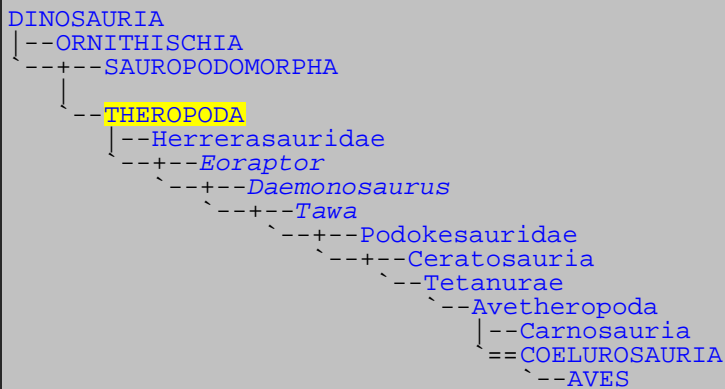 DINOSAURIA
|--ORNITHISCHIA
`--+--SAUROPODOMORPHA
   |
   `--THEROPODA
      |--Herrerasauridae
      `--+--Eoraptor
         `--+--Daemonosaurus
            `--+--Tawa
               `--+--Podokesauridae
                  `--+--Ceratosauria
                     `--Tetanurae
                        `--Avetheropoda
                           |--Carnosauria
                           `==COELUROSAURIA
                              `--AVES